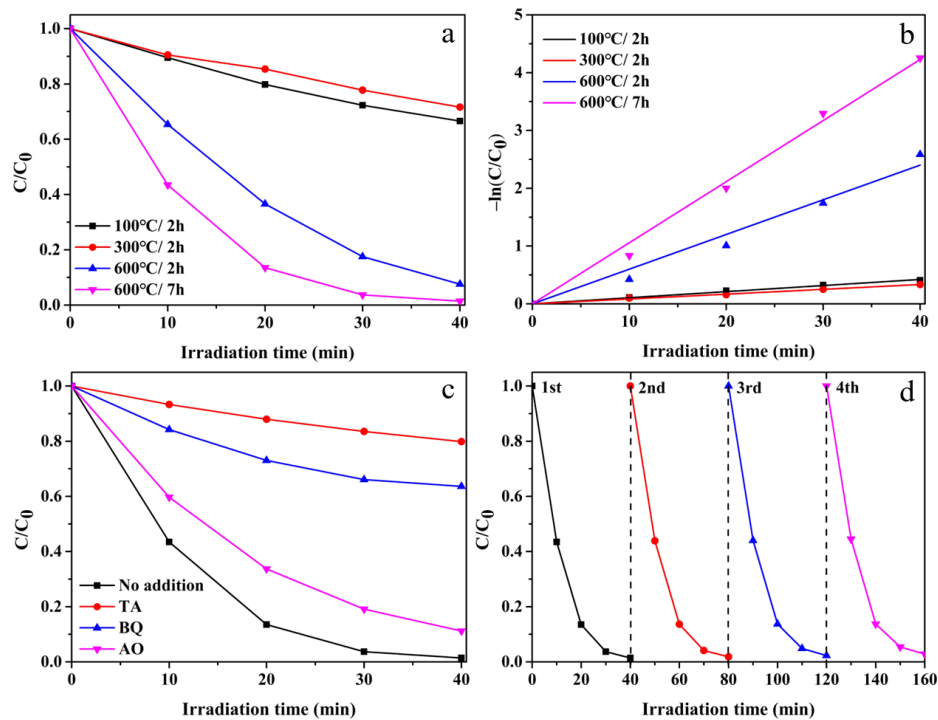 a
1.0
0.8
0.6
0.4
0.2
0.0
C/C0
100°C/ 2h
300°C/ 2h
600°C/ 2h
600°C/ 7h
0 10 20 30 40
Irradiation time (min)
b
5
4
3
2
1
0
−ln(C/C0)
100°C/ 2h
300°C/ 2h
600°C/ 2h
600°C/ 7h
0 10 20 30 40
Irradiation time (min)
c
1.0
0.8
0.6
0.4
0.2
0.0
C/C0
No addition
TA
BQ
AO
0 10 20 30 40
Irradiation time (min)
d
1st 2nd 3rd 4th
1.0
0.8
0.6
0.4
0.2
0.0
C/C0
0 20 40 60 80 100 120 140 160
Irradiation time (min)